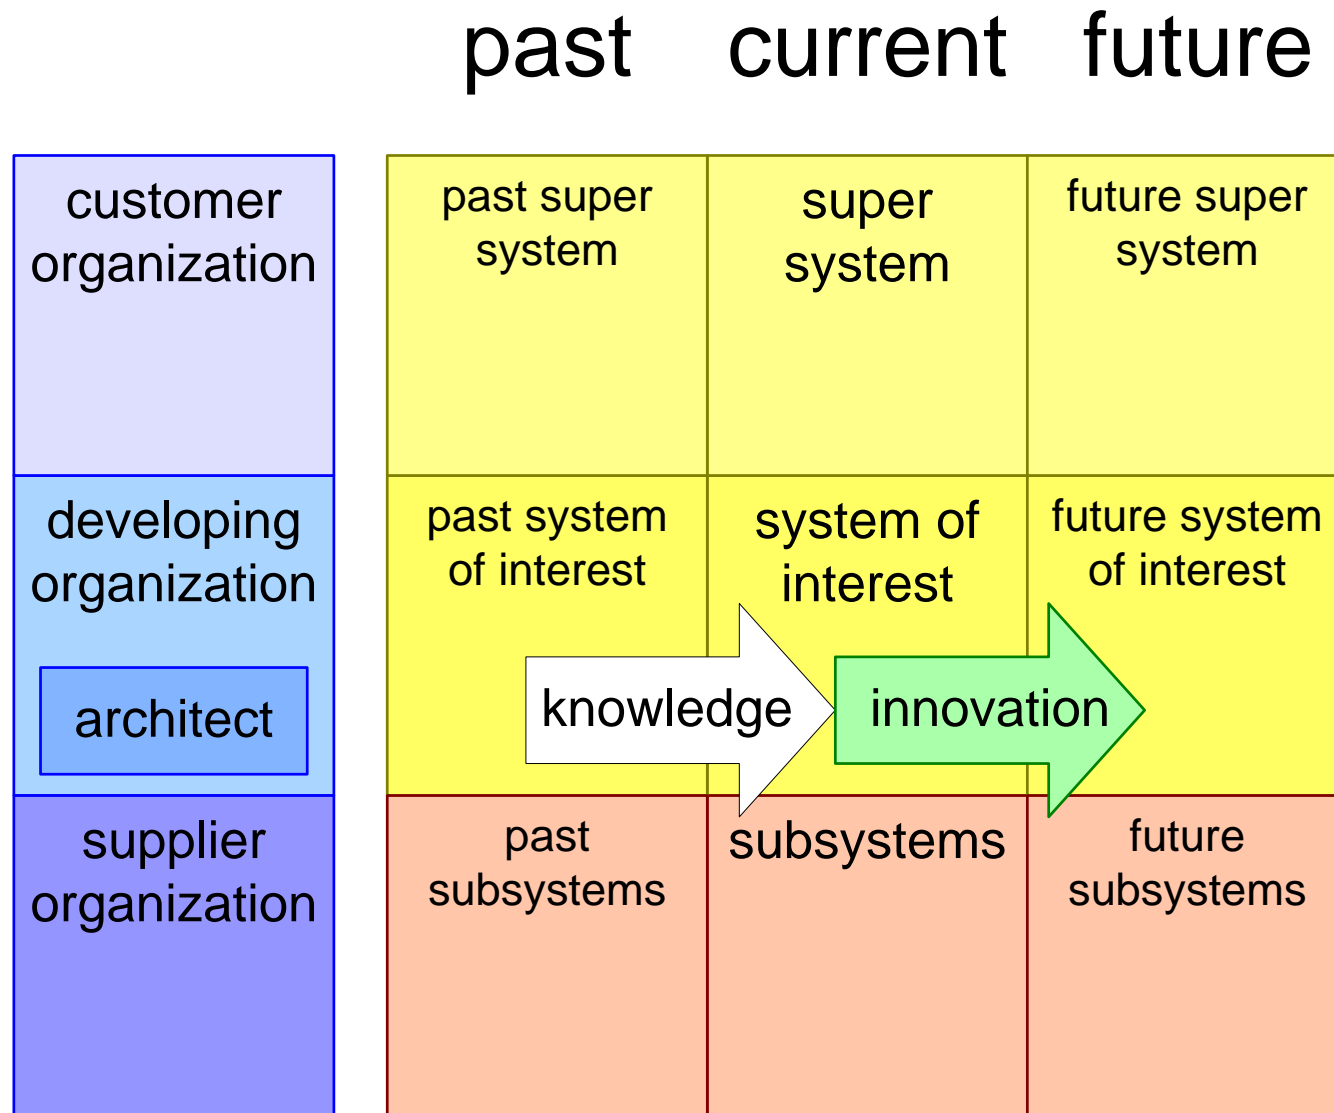 past current future
customer
organization
past super
system
super
system
future super
system
developing
organization
past system
of interest
system of
interest
future system
of interest
architect
knowledge
innovation
supplier
organization
past
subsystems
subsystems
future
subsystems